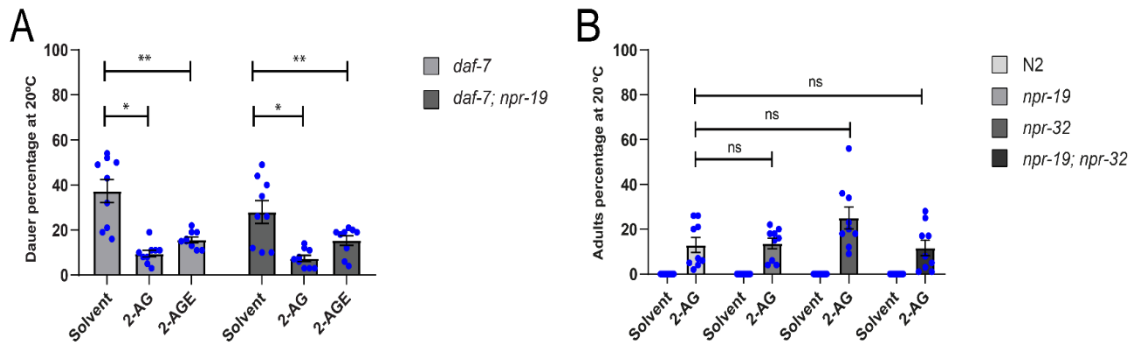 A
Dauer percentage at 20ºC
100
80
60
40
20
0
**
*
**
*
Solvent
2-AG
2-AGE
Solvent
2-AG
2-AGE
daf-7
daf-7; npr-19
B
Adults percentage at 20 ºC
100
80
60
40
20
0
ns
ns
ns
Solvent
2-AG
Solvent
2-AG
Solvent
2-AG
Solvent
2-AG
N2
npr-19
npr-32
npr-19; npr-32